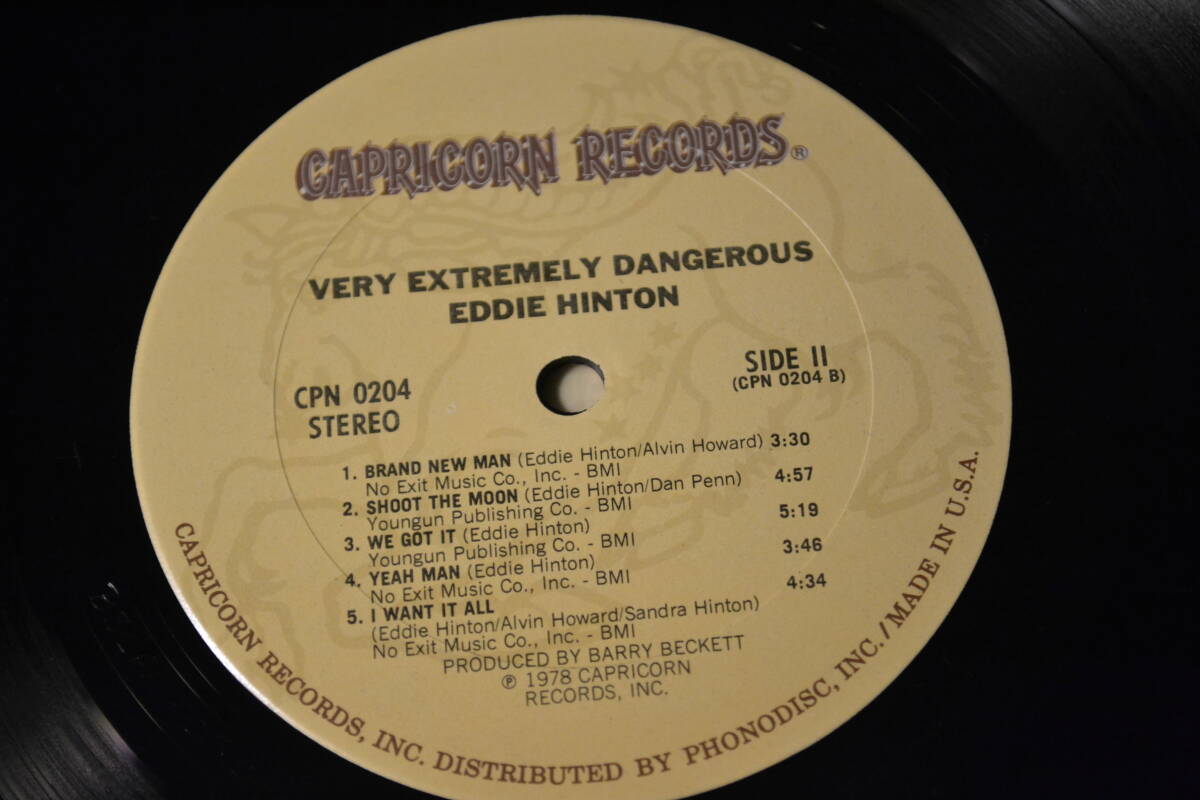 CAPRICORN RECORDS®
VERY EXTREMELY DANGEROUS
EDDIE HINTON
CPN 0204
STEREO
SIDE II
(CPN 0204 B)
1. BRAND NEW MAN (Eddie Hinton/Alvin Howard) 3:30
No Exit Music Co., Inc. - BMI
2. SHOOT THE MOON (Eddie Hinton/Dan Penn) 4:57
Youngun Publishing Co. - BMI
3. WE GOT IT (Eddie Hinton) 5:19
Youngun Publishing Co. - BMI
4. YEAH MAN (Eddie Hinton) 3:46
No Exit Music Co., Inc. - BMI
5. I WANT IT ALL 4:34
(Eddie Hinton/Alvin Howard/Sandra Hinton)
No Exit Music Co., Inc. - BMI
PRODUCED BY BARRY BECKETT
℗ 1978 CAPRICORN
RECORDS, INC.
CAPRICORN RECORDS, INC. DISTRIBUTED BY PHONODISC, INC./MADE IN U.S.A.